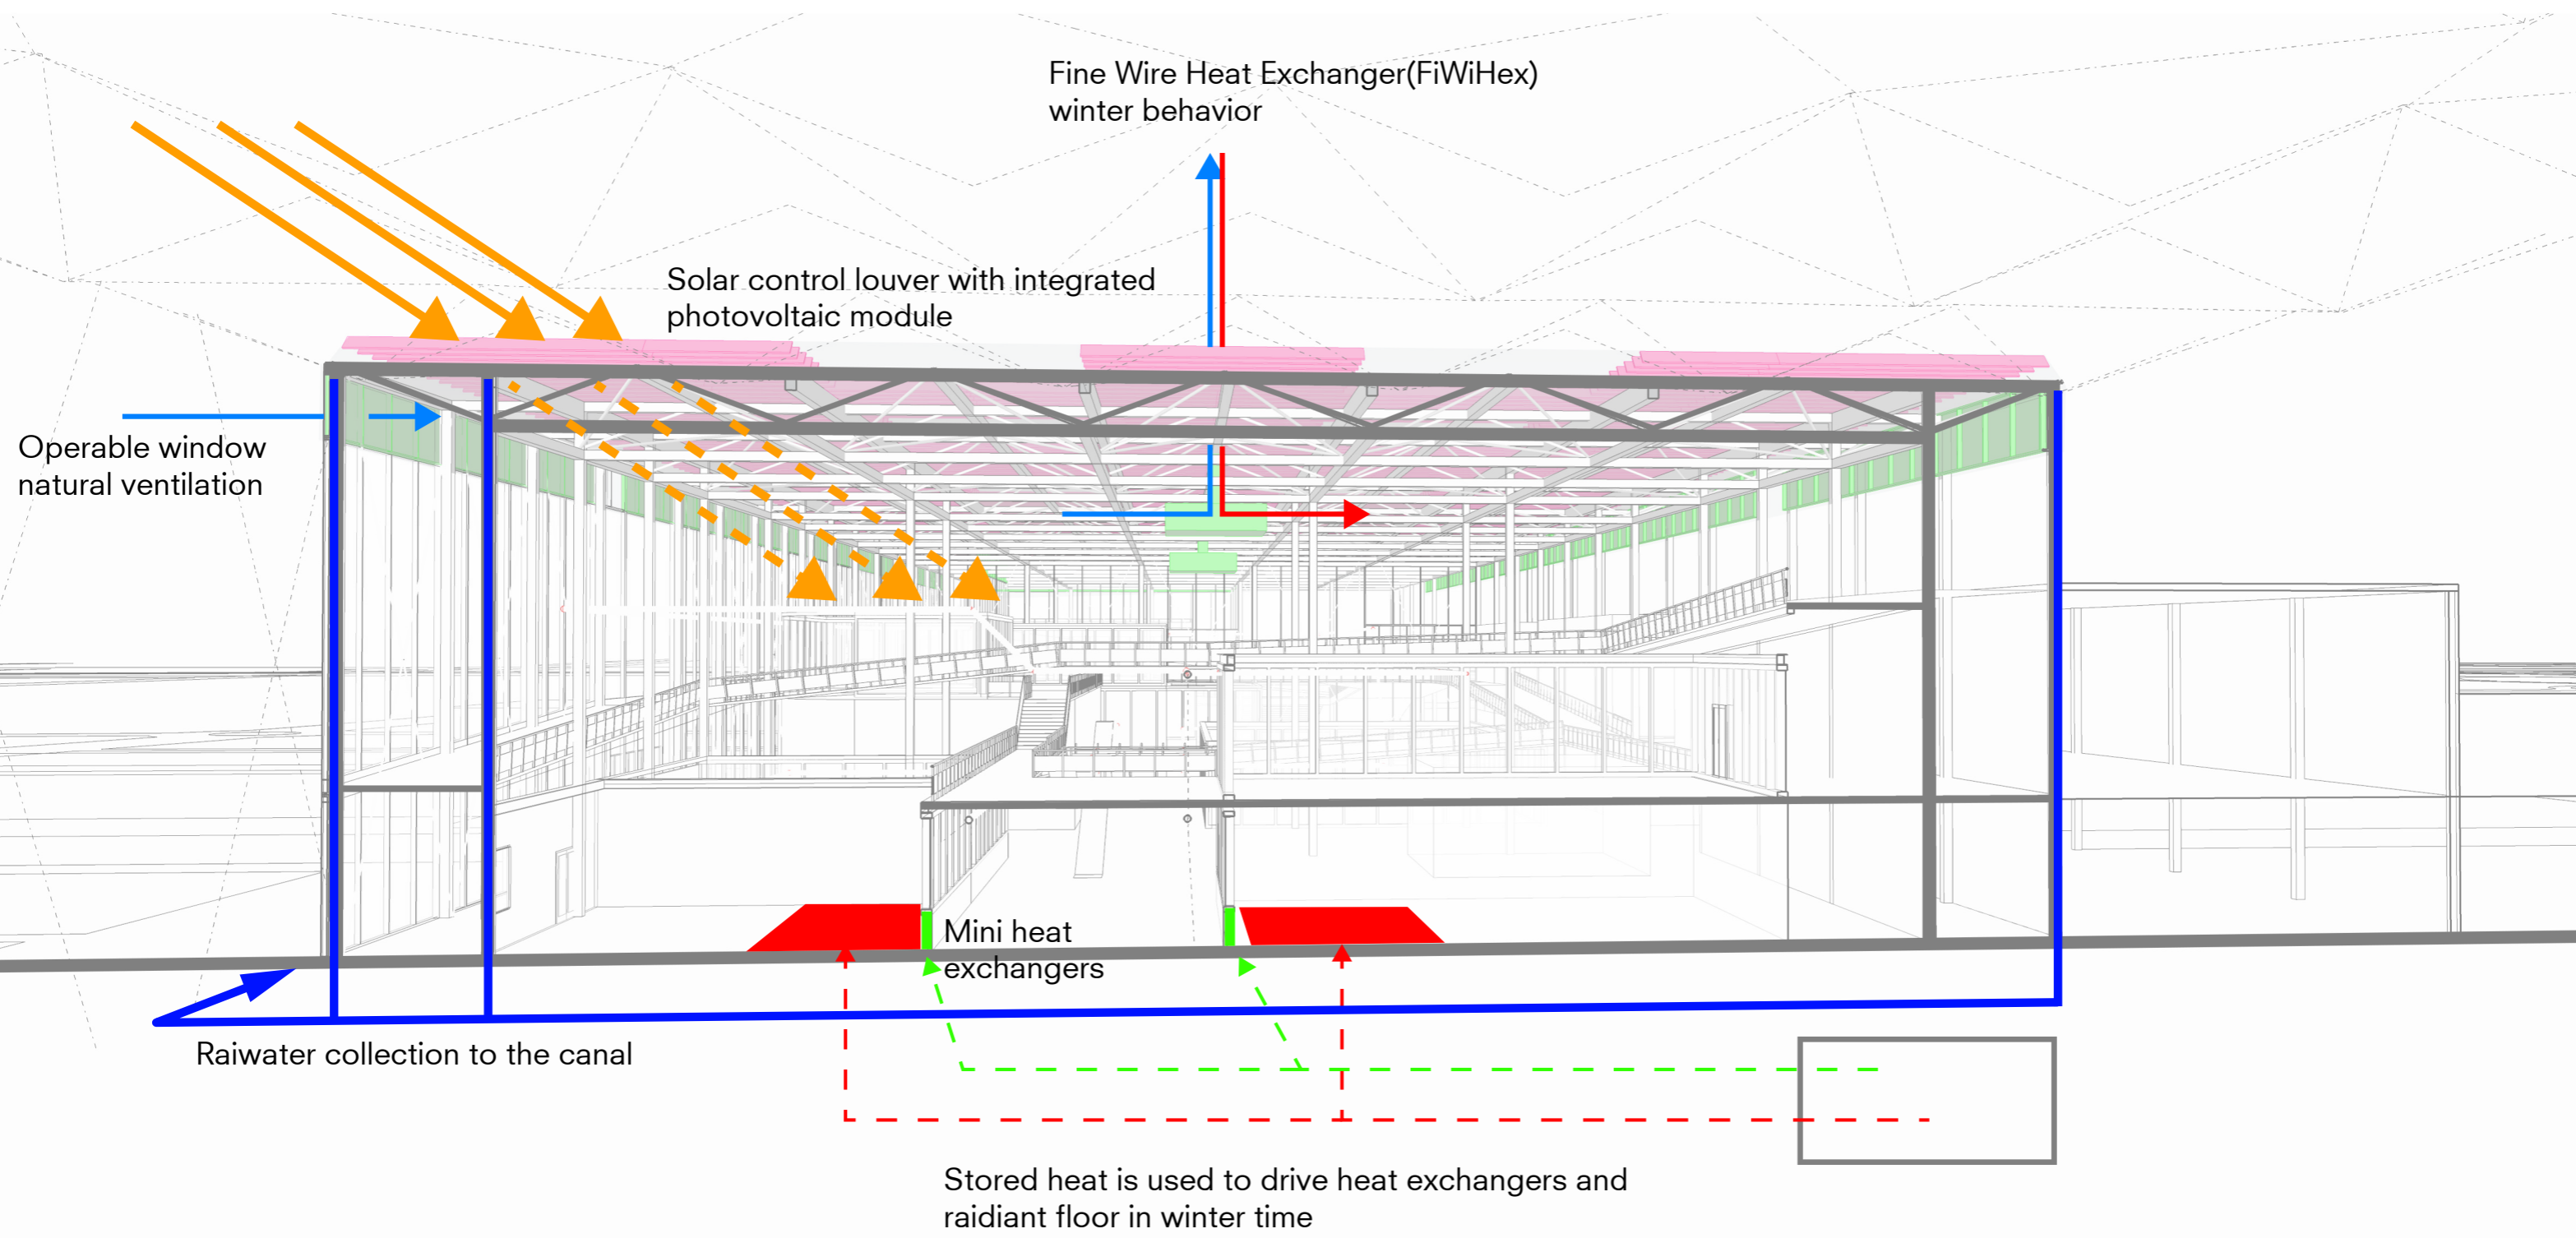 Fine Wire Heat Exchanger(FiWiHex)
winter behavior
Solar control louver with integrated
photovoltaic module
Operable window
natural ventilation
Mini heat
exchangers
Raiwater collection to the canal
Stored heat is used to drive heat exchangers and
raidiant floor in winter time